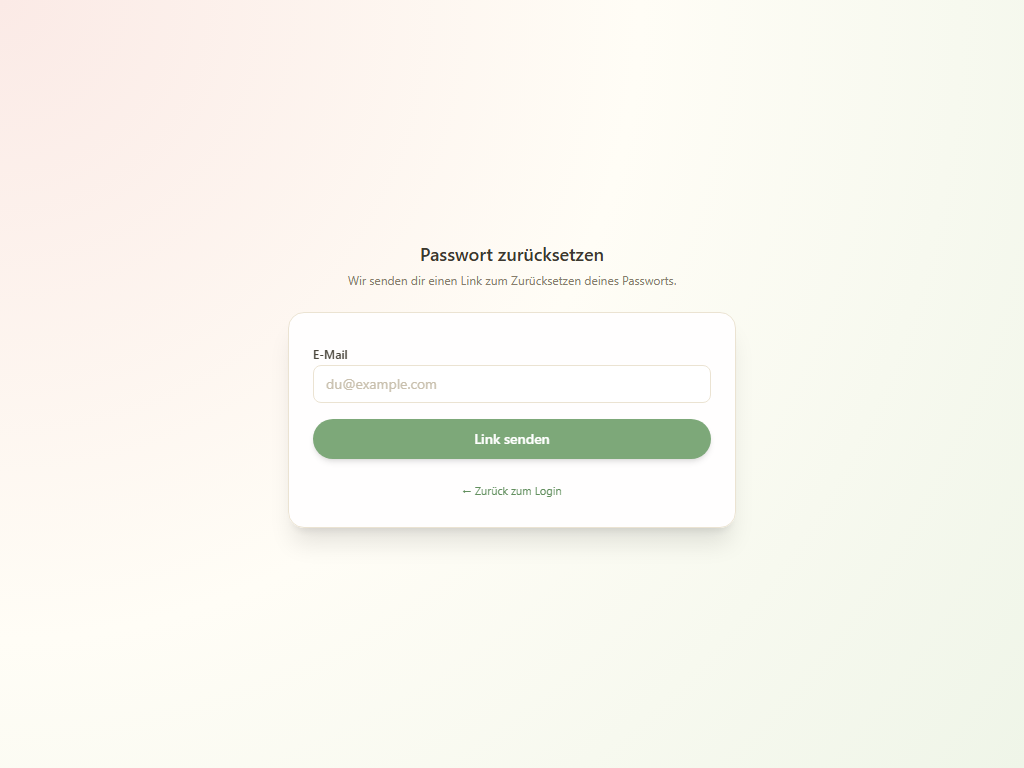 Passwort zurücksetzen
Wir senden dir einen Link zum Zurücksetzen deines Passworts.
E-Mail
du@example.com
Link senden
← Zurück zum Login